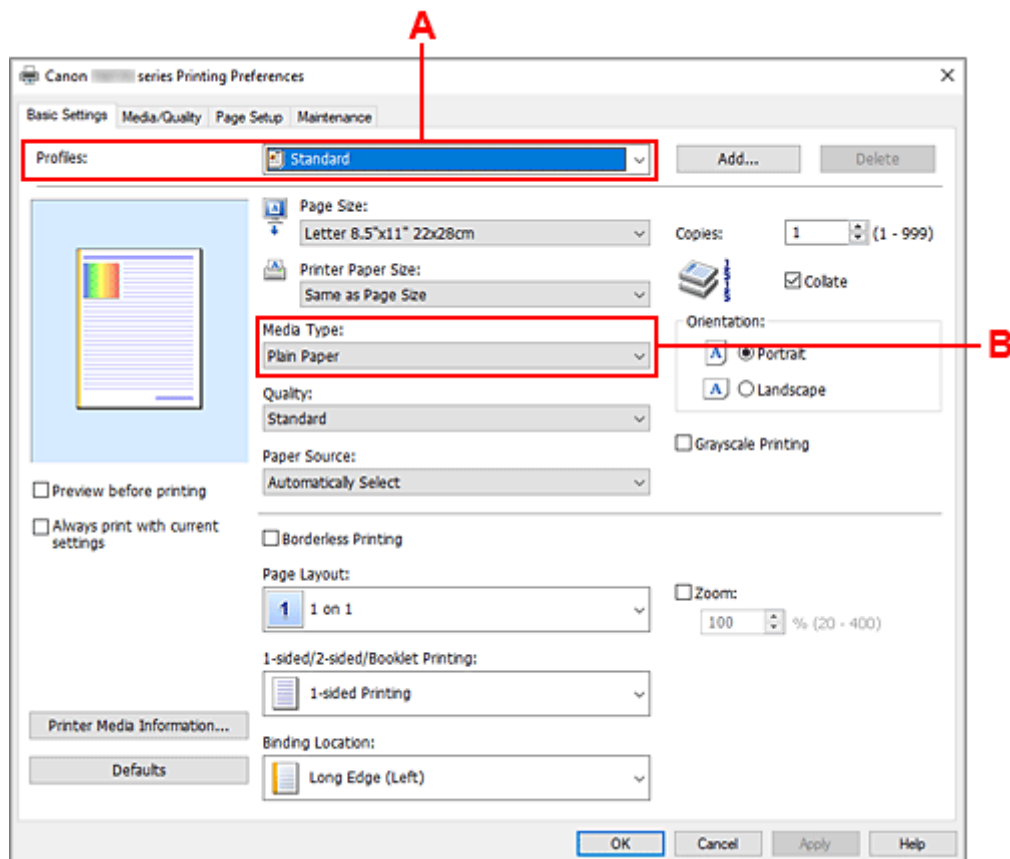 A
Canon series Printing Preferences
Basic Settings Media/Quality Page Setup Maintenance
Profiles: Standard Add... Delete
Page Size:
Letter 8.5"x11" 22x28cm
Copies: 1 (1 - 999)
Printer Paper Size:
Same as Page Size
Collate
Media Type:
Plain Paper
Orientation:
A Portrait
A Landscape
B
Quality:
Standard
Grayscale Printing
Paper Source:
Automatically Select
Preview before printing
Always print with current
settings
Borderless Printing
Page Layout:
1 1 on 1
Zoom:
100 % (20 - 400)
1-sided/2-sided/Booklet Printing:
1-sided Printing
Printer Media Information...
Binding Location:
Defaults
Long Edge (Left)
OK Cancel Apply Help